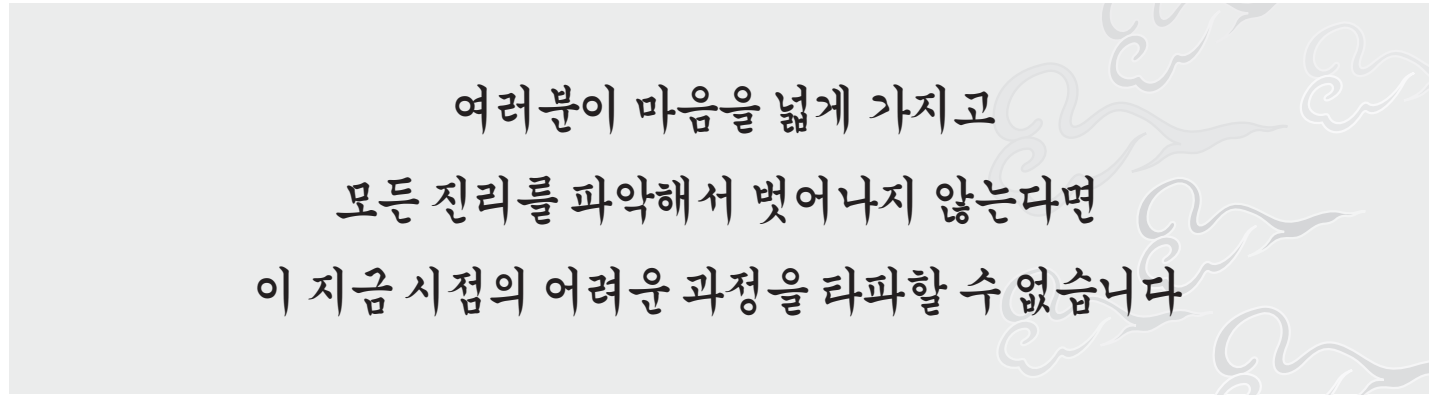 여러분이 마음을 넓게 가지고
모든 진리를 파악해서 벗어나지 않는다면
이 지금 시점의 어려운 과정을 타파할 수 없습니다